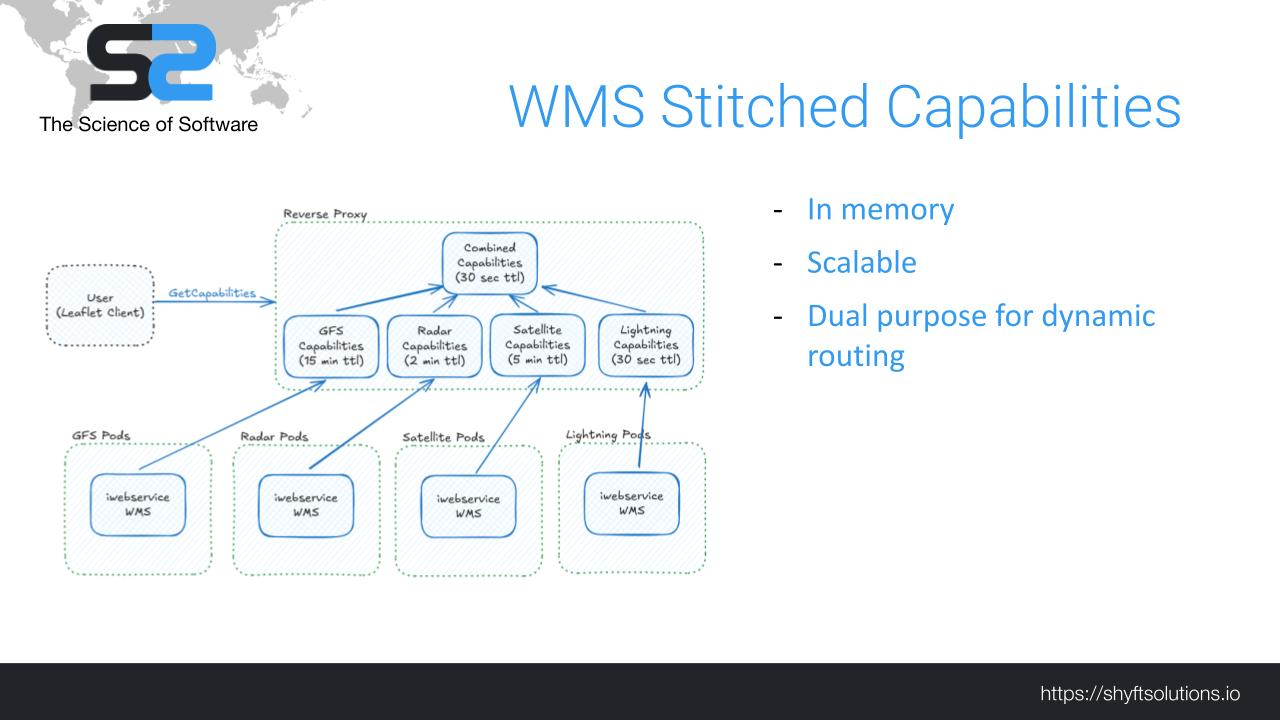 S2
The Science of Software
WMS Stitched Capabilities
Reverse Proxy
Combined
Capabilities
(30 sec ttl)
User
(Leaflet Client)
GetCapabilities
GFS
Capabilities
(15 min ttl)
Radar
Capabilities
(2 min ttl)
Satellite
Capabilities
(5 min ttl)
Lightning
Capabilities
(30 sec ttl)
GFS Pods
iwebservice
WMS
Radar Pods
iwebservice
WMS
Satellite Pods
iwebservice
WMS
Lightning Pods
iwebservice
WMS
- In memory
- Scalable
- Dual purpose for dynamic
routing
https://shyftsolutions.io